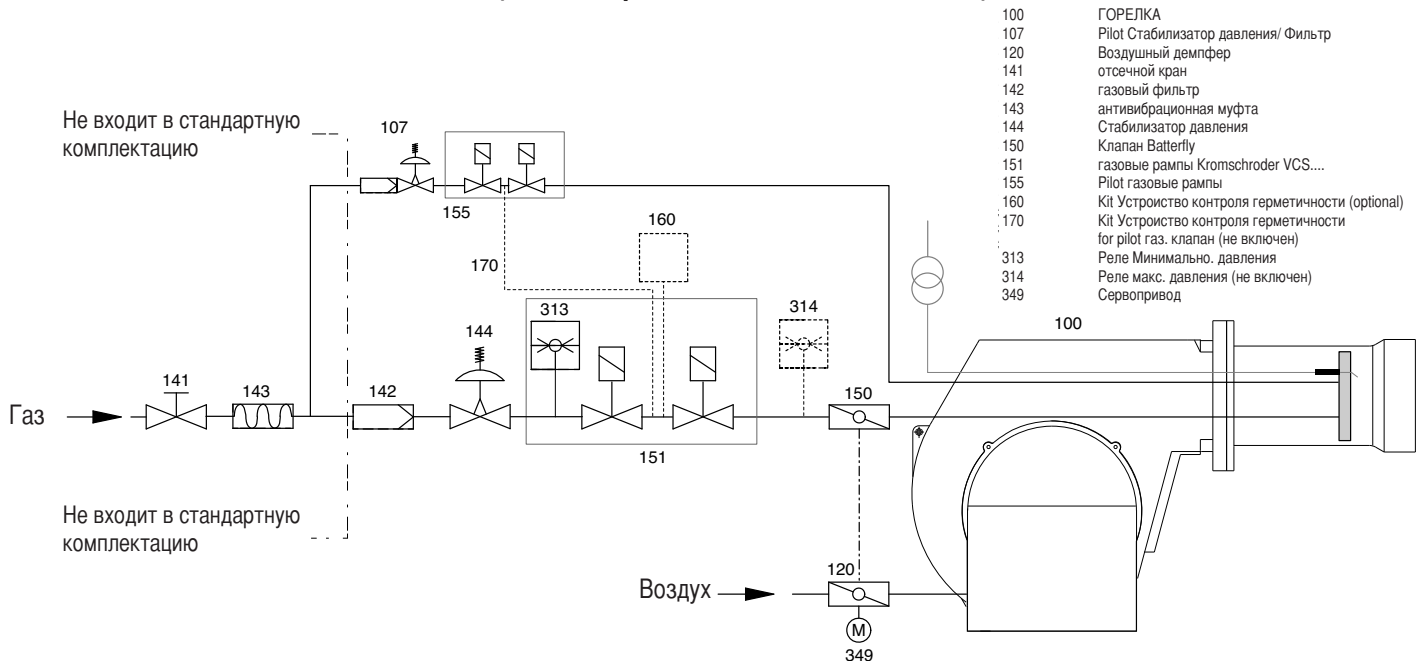 100 ГОРЕЛКА
107 Pilot Стабилизатор давления/ Фильтр
120 Воздушный демпфер
141 отсечной кран
142 газовый фильтр
143 антивибрационная муфта
144 Стабилизатор давления
150 Клапан Batterfly
151 газовые рампы Kromschroder VCS....
155 Pilot газовые рампы
160 Kit Устроиство контроля герметичности (optional)
170 Kit Устроиство контроля герметичности
for pilot газ. клапан (не включен)
313 Реле Минимально. давления
314 Реле макс. давления (не включен)
349 Сервопривод
Не входит в стандартную
комплектацию
107
155
160
170
313
314
100
144
141
143
142
150
Газ
151
Не входит в стандартную
комплектацию
120
Воздух
M
349